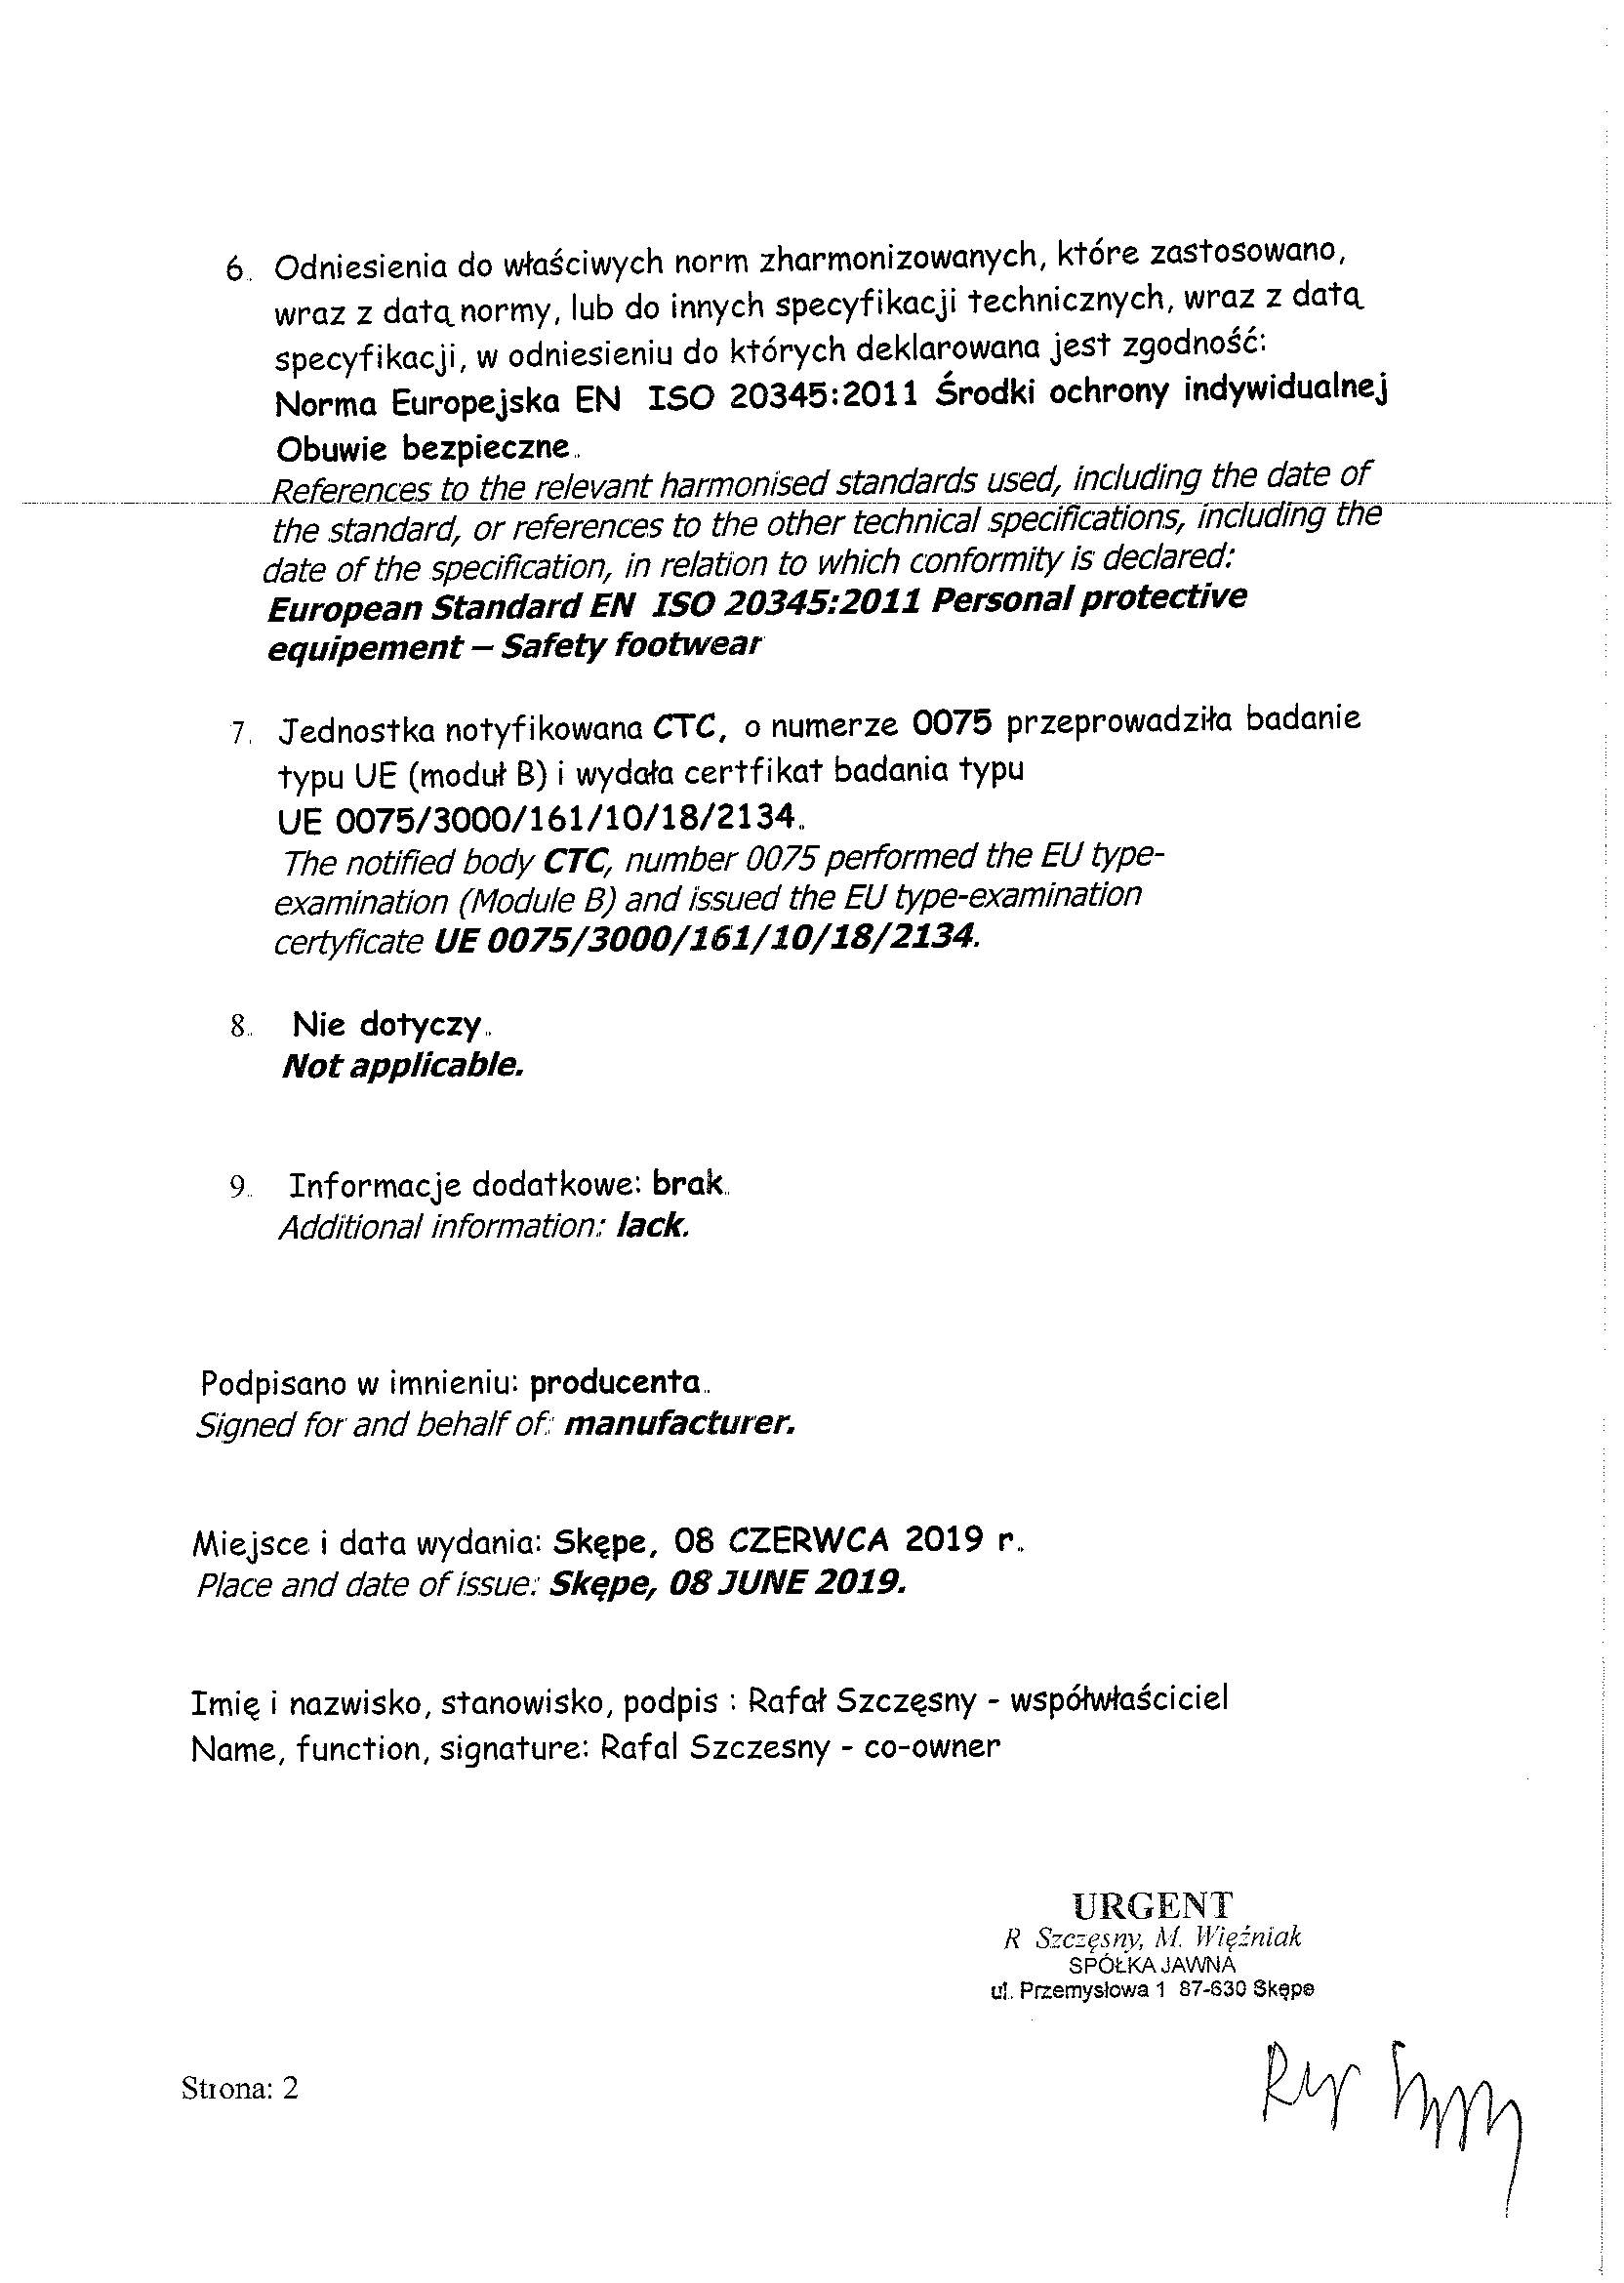 6. Odniesienia do właściwych norm zharmonizowanych, które zastosowano,
wraz z datą normy, lub do innych specyfikacji technicznych, wraz z datą
specyfikacji, w odniesieniu do których deklarowana jest zgodność:
Norma Europejska EN ISO 20345:2011 Środki ochrony indywidualnej
Obuwie bezpieczne.
References to the relevant harmonised standards used, including the date of
the standard, or references to the other technical specifications, including the
date of the specification, in relation to which conformity is declared:
European Standard EN ISO 20345:2011 Personal protective
equipement – Safety footwear
7. Jednostka notyfikowana CTC, o numerze 0075 przeprowadziła badanie
typu UE (moduł B) i wydała certfikat badania typu
UE 0075/3000/161/10/18/2134.
The notified body CTC, number 0075 performed the EU type-
examination (Module B) and issued the EU type-examination
certyficate UE 0075/3000/161/10/18/2134.
8. Nie dotyczy.
Not applicable.
9. Informacje dodatkowe: brak.
Additional information: lack.
Podpisano w imnieniu: producenta.
Signed for and behalf of: manufacturer.
Miejsce i data wydania: Skępe, 08 CZERWCA 2019 r.
Place and date of issue: Skępe, 08 JUNE 2019.
Imię i nazwisko, stanowisko, podpis : Rafał Szczęsny - współwłaściciel
Name, function, signature: Rafal Szczesny - co-owner
URGENT
R Szczęsny, M. Więźniak
SPÓŁKA JAWNA
ul. Przemysłowa 1 87-630 Skępe
Strona: 2